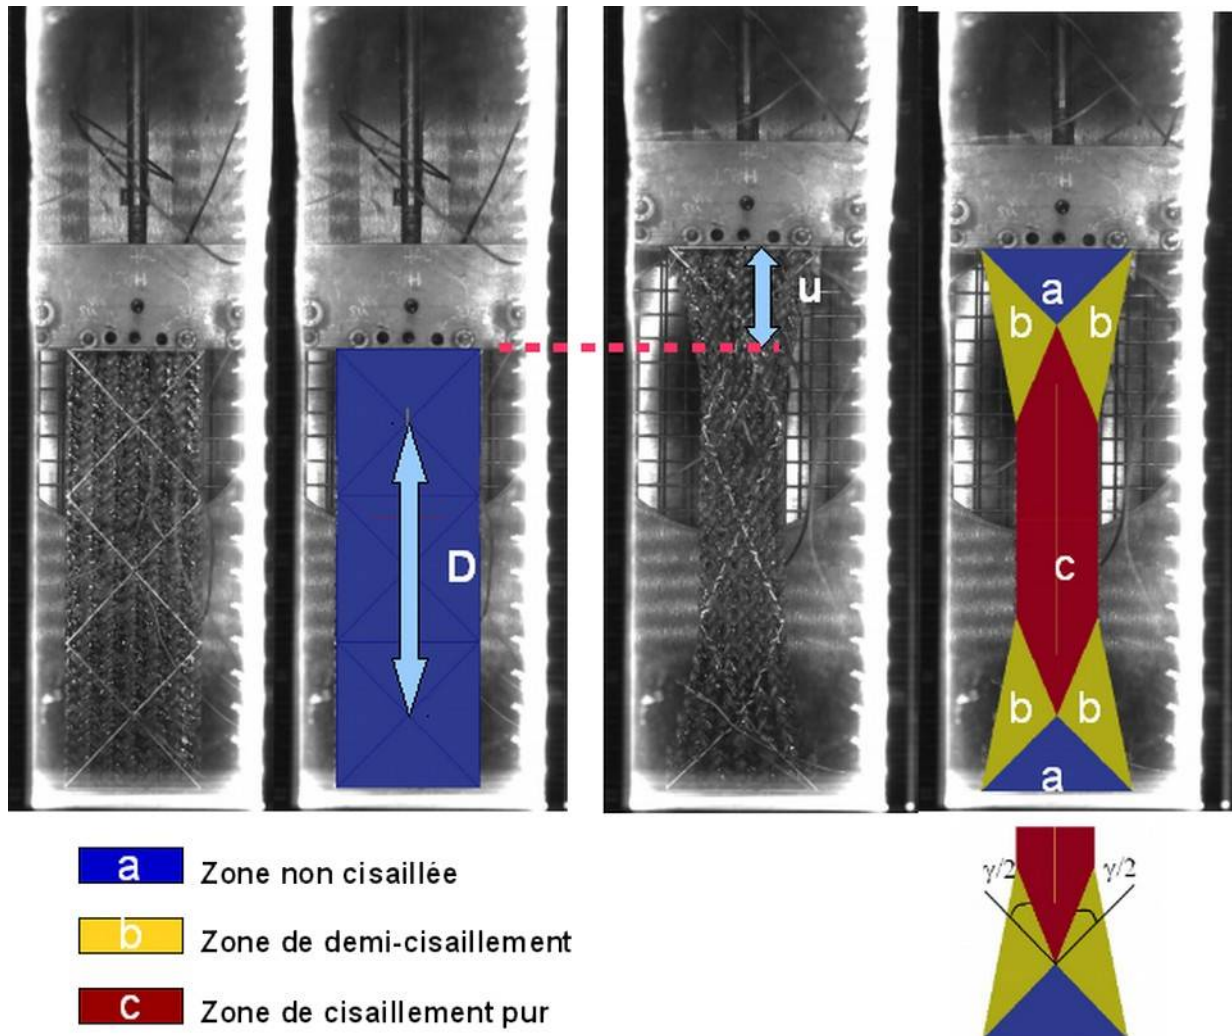 u
D
a
b b
c
b b
a
a Zone non cisaillée
b Zone de demi-cisaillement
c Zone de cisaillement pur
γ/2 γ/2